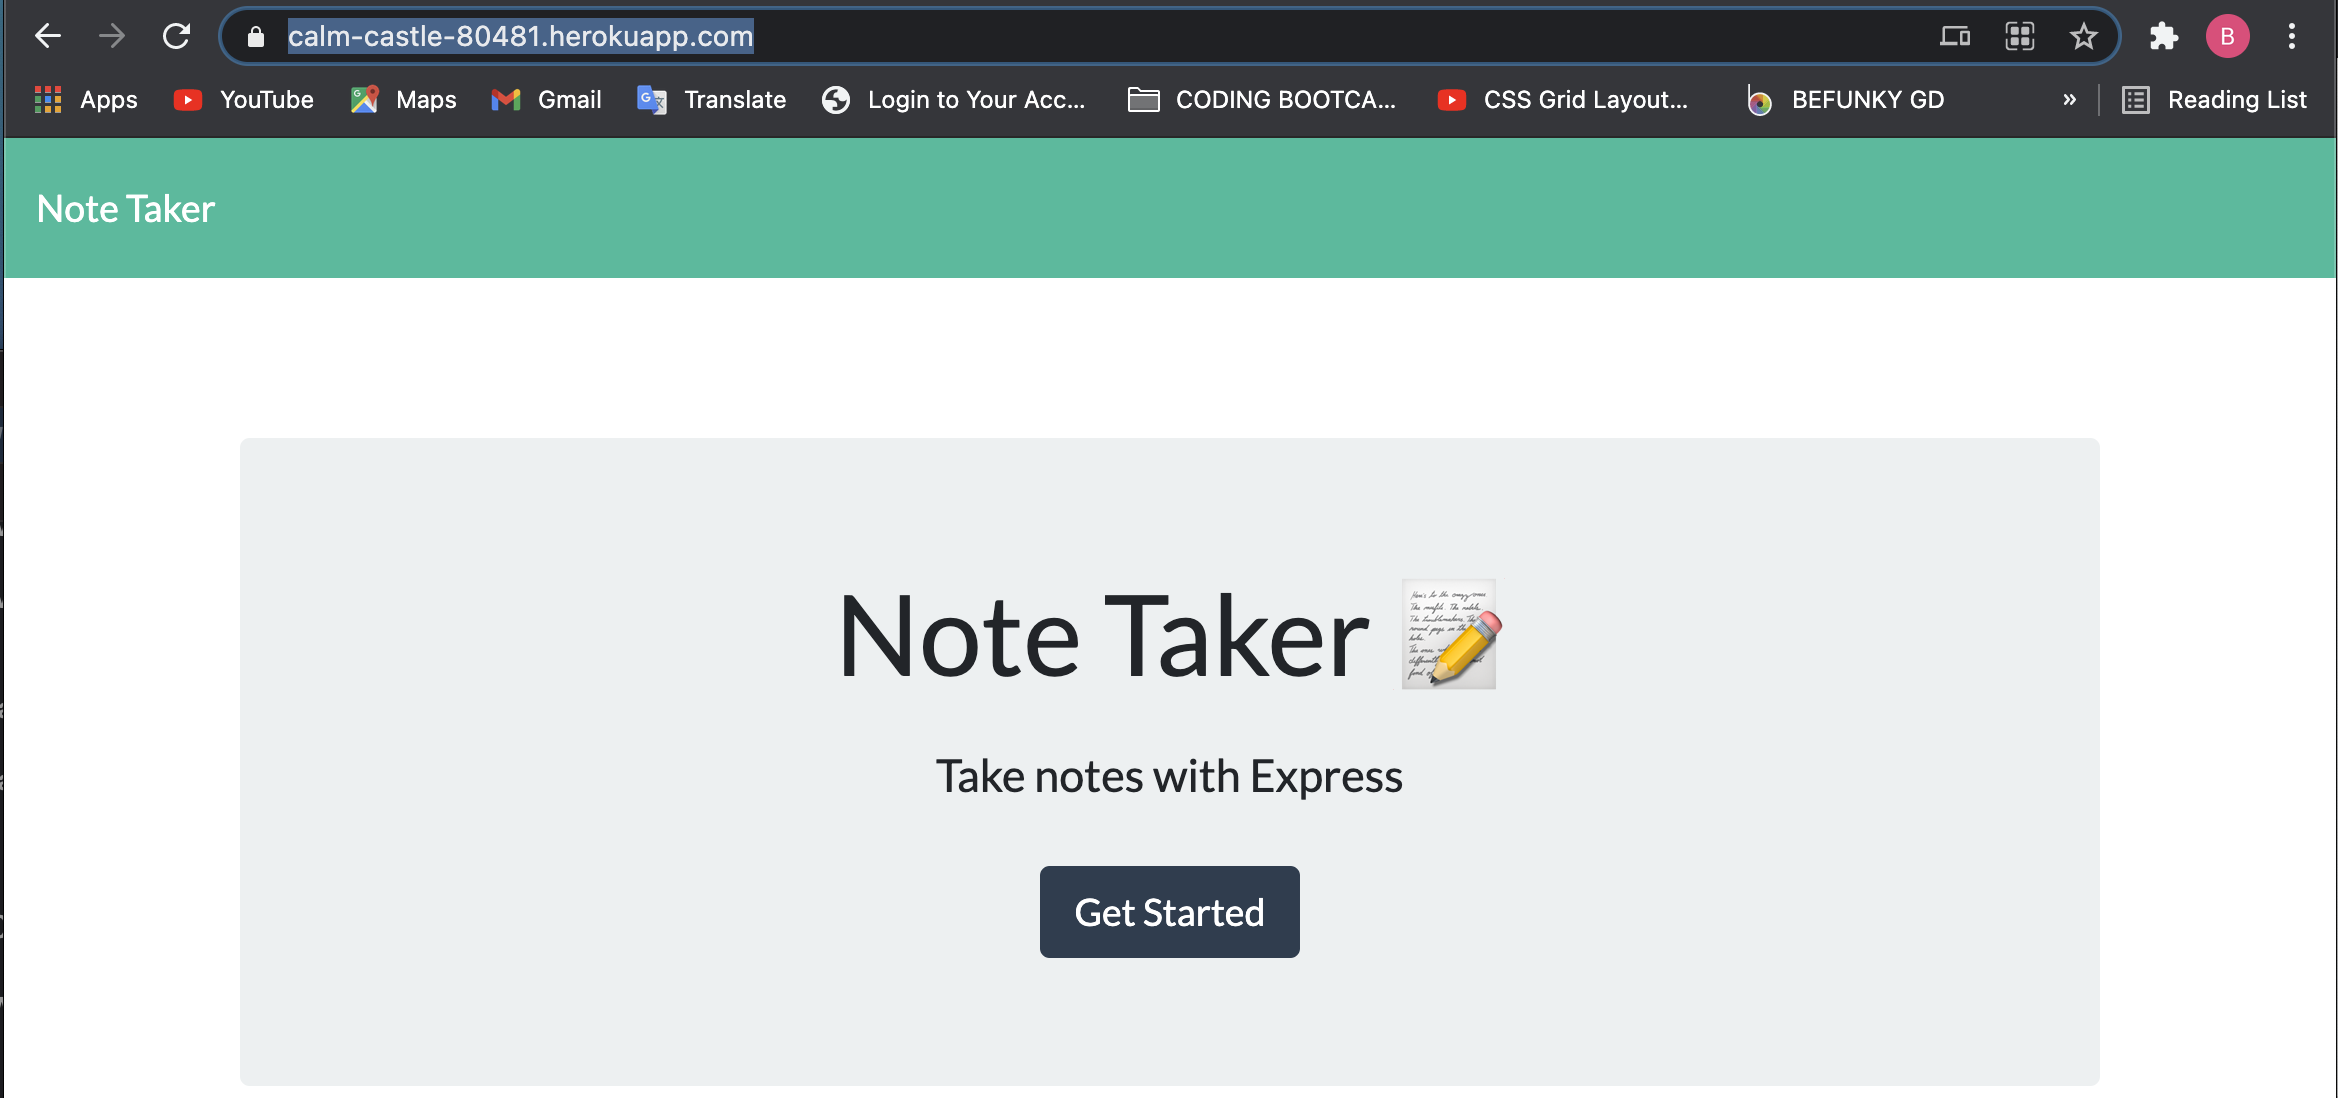 calm-castle-80481.herokuapp.com
B
Apps YouTube Maps Gmail Translate Login to Your Acc... CODING BOOTCA... CSS Grid Layout... BEFUNKY GD » Reading List
Note Taker
Note Taker 📝
Take notes with Express
Get Started